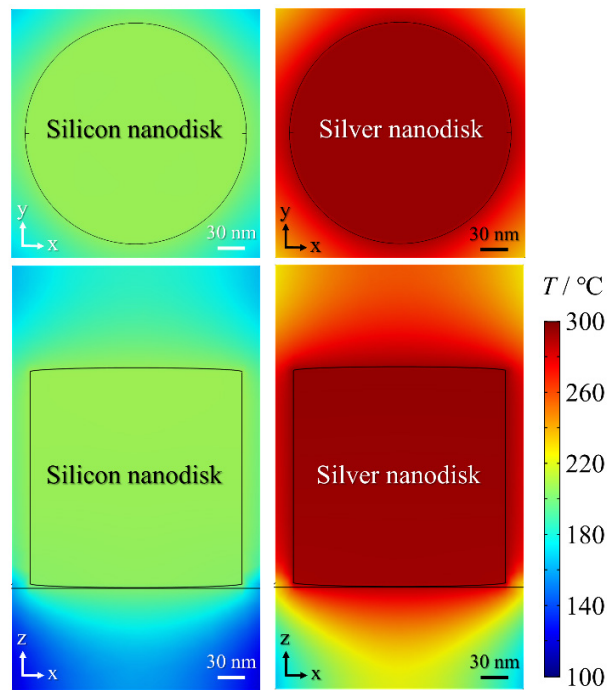 Silicon nanodisk
y
x
30 nm
Silver nanodisk
y
x
30 nm
Silicon nanodisk
z
x
30 nm
Silver nanodisk
z
x
30 nm
T / °C
300
260
220
180
140
100